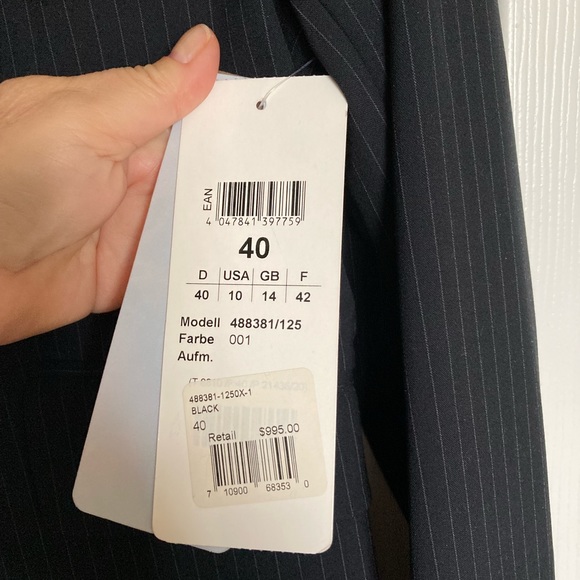 EAN
4 047841 397759
40
D USA GB F
40 10 14 42
Modell 488381/125
Farbe 001
Aufm.
488381-1250X-1
BLACK
40
Retail $995.00
7 10900 68353 0